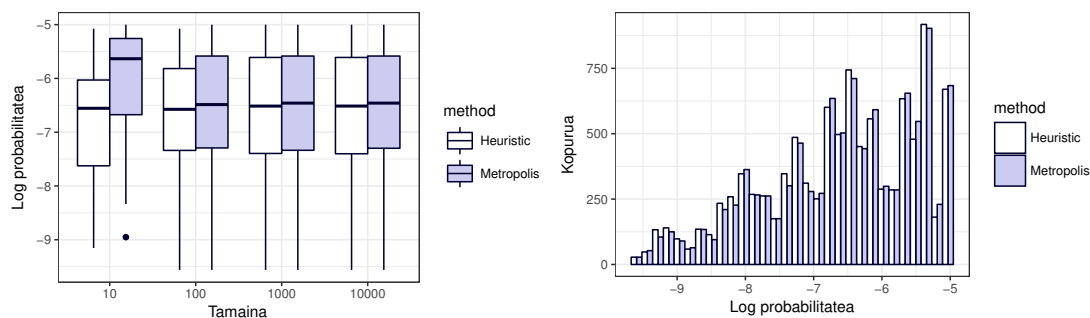 Log probabilitatea
−5
−6
−7
−8
−9
10
100
1000
10000
Tamaina
method
Heuristic
Metropolis
Kopurua
750
500
250
0
−9
−8
−7
−6
−5
Log probabilitatea
method
Heuristic
Metropolis